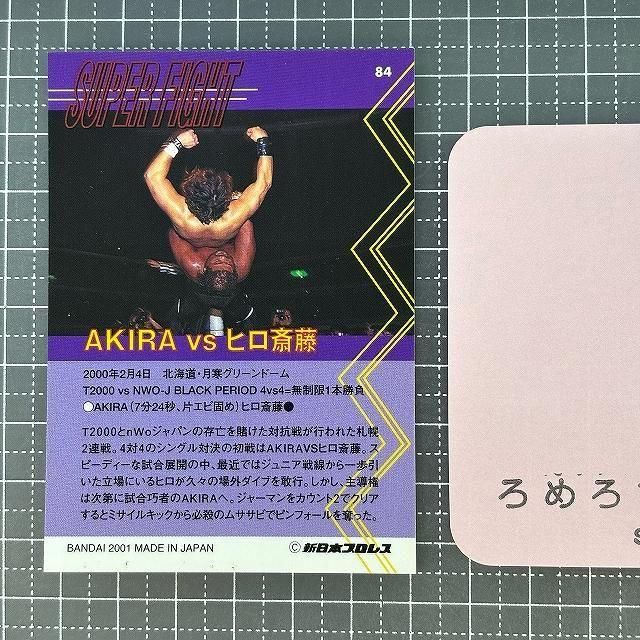 SUPER FIGHT
84
AKIRA vs ヒロ斎藤
2000年2月4日　北海道・月寒グリーンドーム
T2000 vs NWO-J BLACK PERIOD 4vs4=無制限1本勝負
○AKIRA(7分24秒、片エビ固め)ヒロ斎藤●
T2000とnWoジャパンの存亡を賭けた対抗戦が行われた札幌
2連戦。4対4のシングル対決の初戦はAKIRAVSヒロ斎藤。ス
ピーディーな試合展開の中、最近ではジュニア戦線から一歩引
いた立場にいるヒロが久々の場外ダイブを敢行。しかし、主導権
は次第に試合巧者のAKIRAへ。ジャーマンをカウント2でクリア
するとミサイルキックから必殺のムササビでピンフォールを奪った。
BANDAI 2001 MADE IN JAPAN
©新日本プロレス
ろめろ